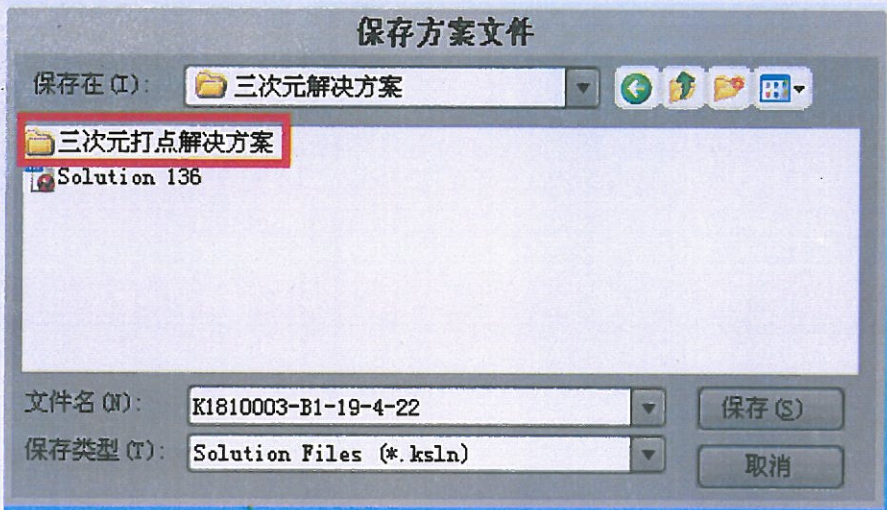 保存方案文件
保存在(I):
三次元解决方案
三次元打点解决方案
Solution 136
文件名(N):
K1810003-B1-19-4-22
保存(S)
保存类型(T):
Solution Files (*.ksln)
取消